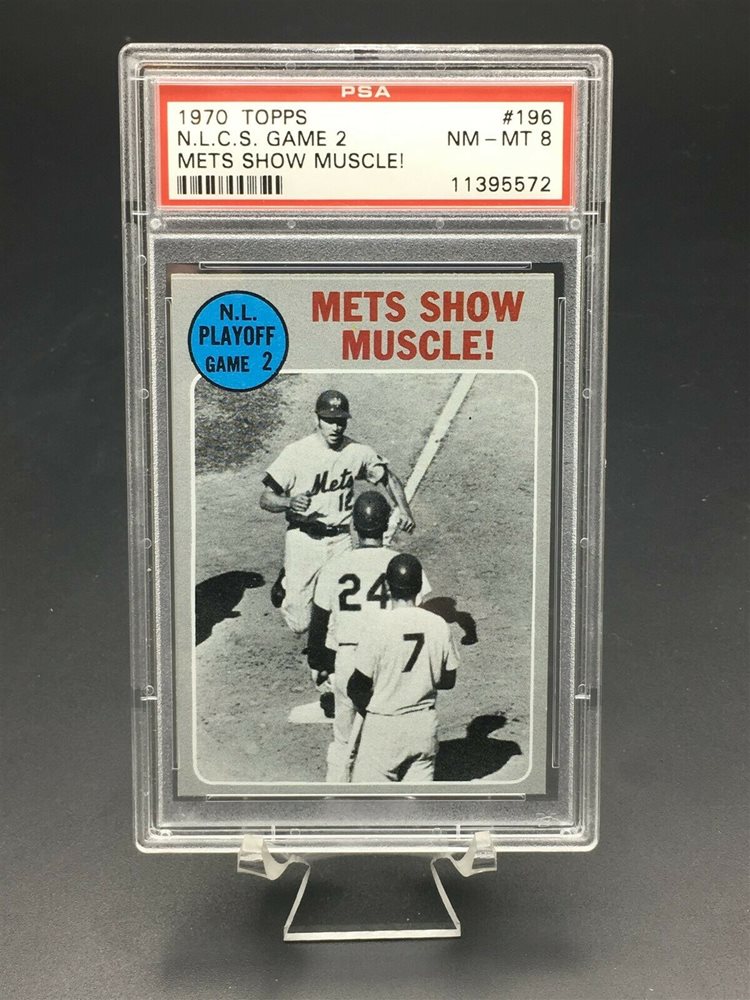 PSA
1970 TOPPS #196
N.L.C.S. GAME 2 NM-MT 8
METS SHOW MUSCLE!
11395572
N.L.
PLAYOFF
GAME 2
METS SHOW
MUSCLE!
Mets
12
24
7